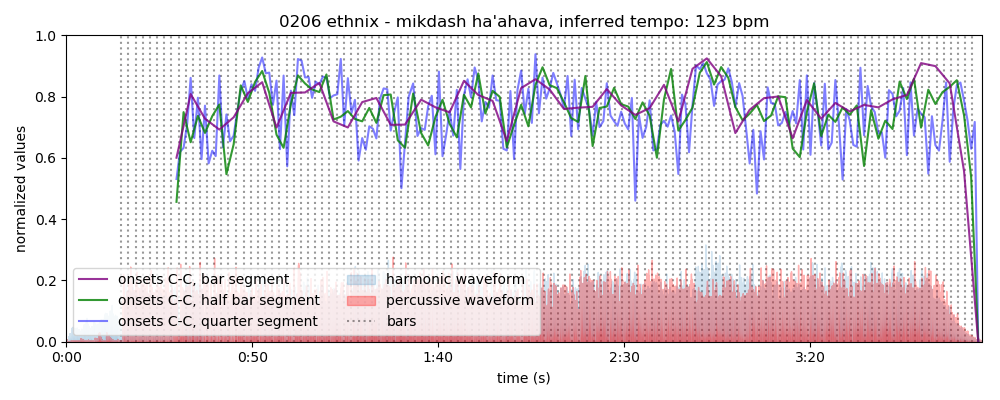 0206 ethnix - mikdash ha'ahava, inferred tempo: 123 bpm
normalized values
1.0
0.8
0.6
0.4
0.2
0.0
onsets C-C, bar segment
onsets C-C, half bar segment
onsets C-C, quarter segment
harmonic waveform
percussive waveform
bars
0:00
0:50
1:40
2:30
3:20
time (s)